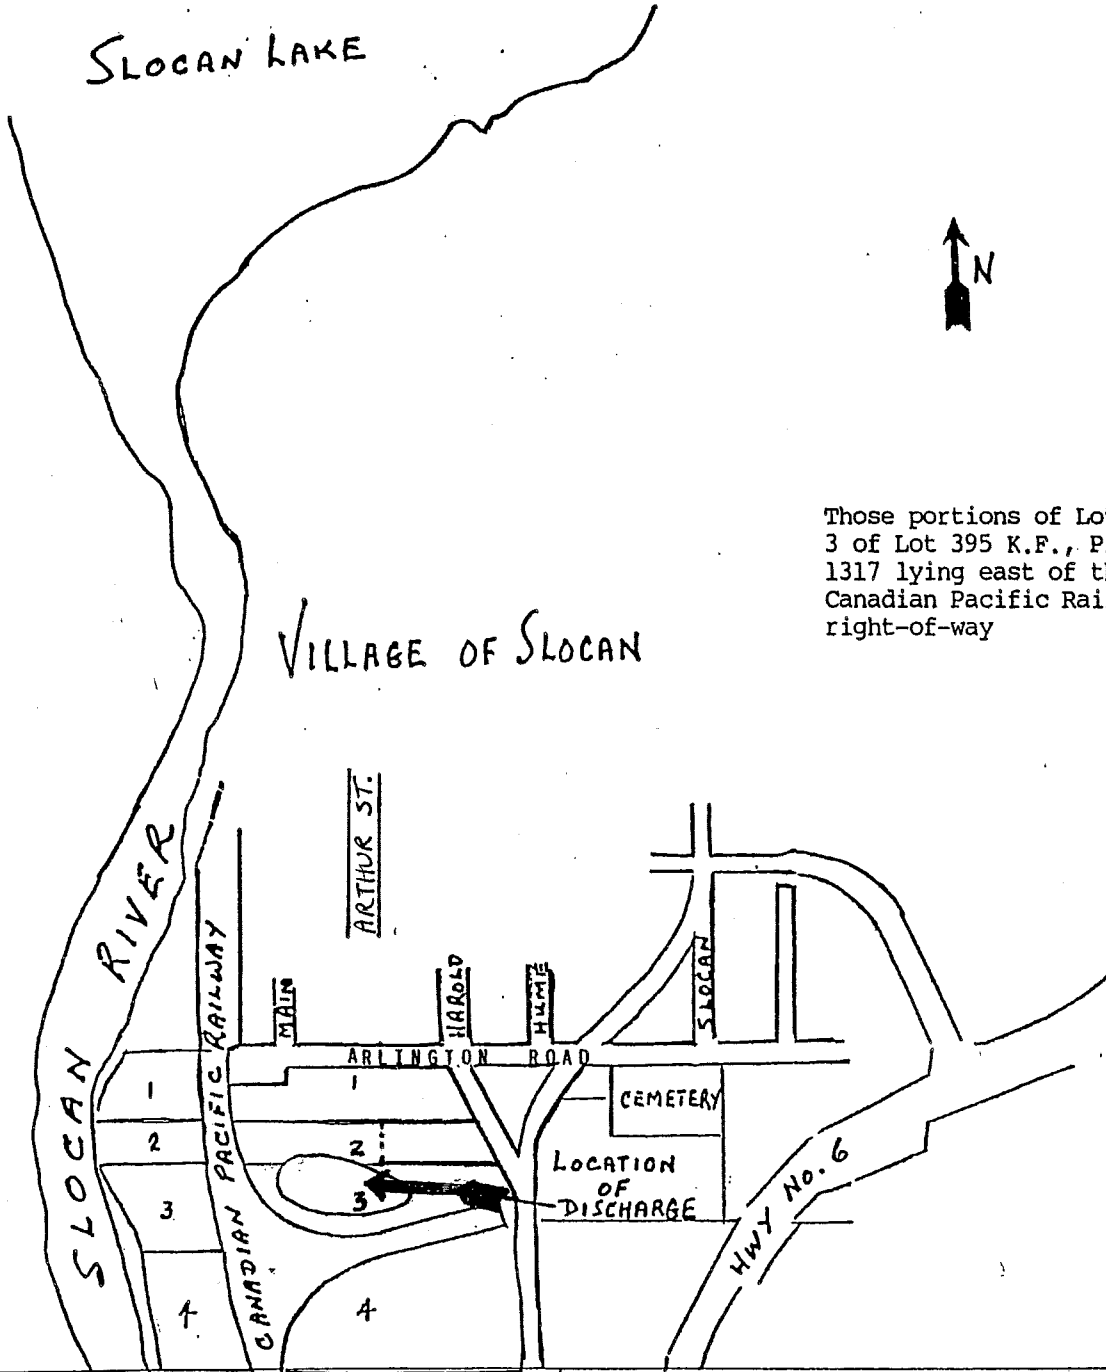 SLOCAN LAKE
N
Those portions of
3 of Lot 395 K.F.,
1317 lying east of
Canadian Pacific
right-of-way
VILLAGE OF SLOCAN
ARTHUR ST.
SLOCAN RIVER
CANADIAN PACIFIC RAILWAY
MAIN
HAROLD
HUME
SLOCAN
ARLINGTON ROAD
1
1
CEMETERY
2
2
LOCATION
OF
DISCHARGE
3
3
HWY NO. 6
4
4